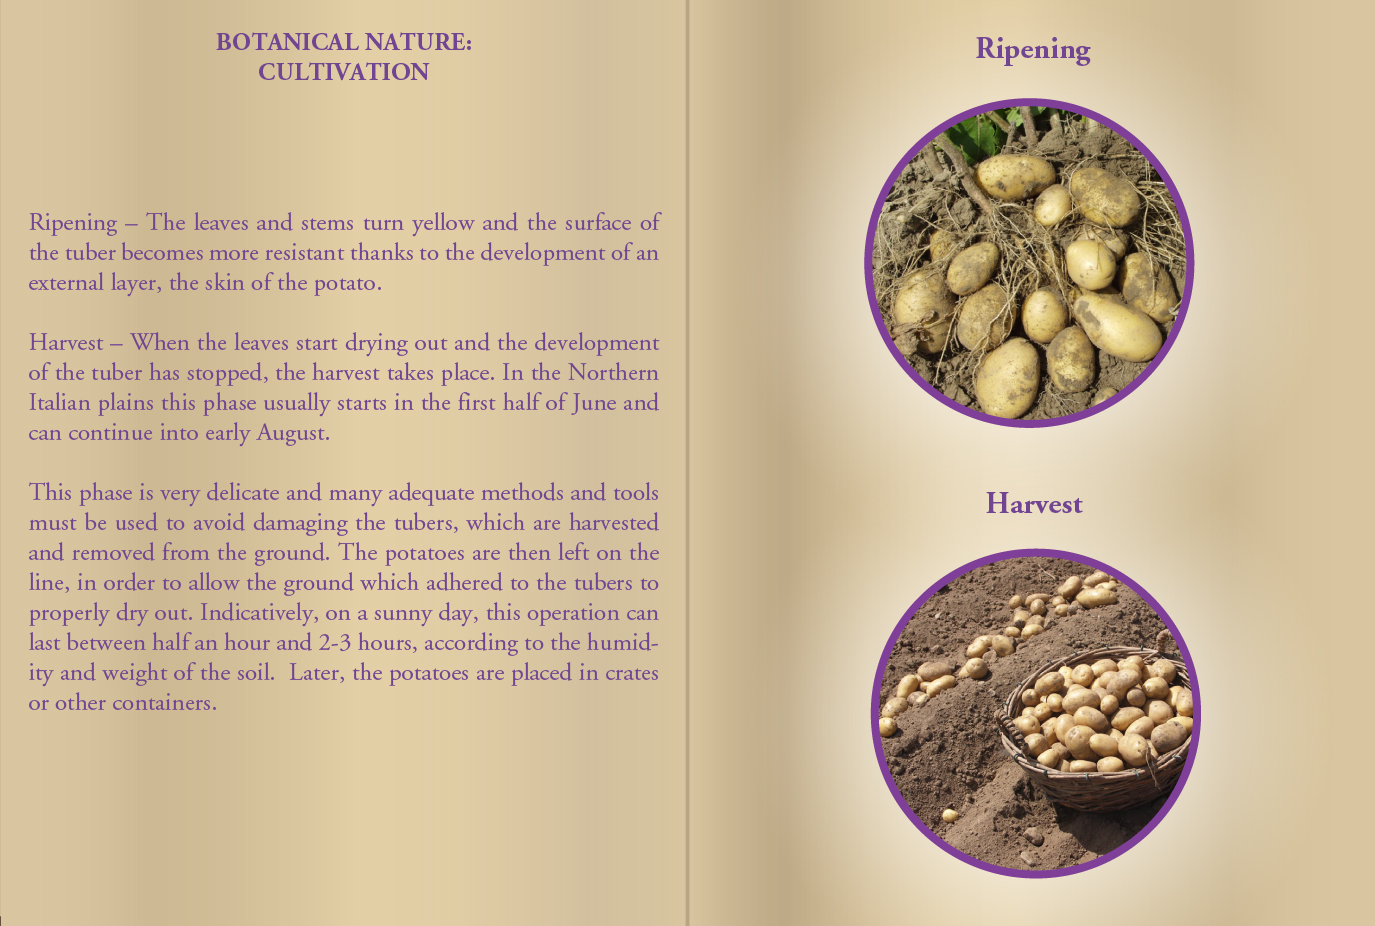 BOTANICAL NATURE:
CULTIVATION
Ripening – The leaves and stems turn yellow and the surface of
the tuber becomes more resistant thanks to the development of an
external layer, the skin of the potato.
Harvest – When the leaves start drying out and the development
of the tuber has stopped, the harvest takes place. In the Northern
Italian plains this phase usually starts in the first half of June and
can continue into early August.
This phase is very delicate and many adequate methods and tools
must be used to avoid damaging the tubers, which are harvested
and removed from the ground. The potatoes are then left on the
line, in order to allow the ground which adhered to the tubers to
properly dry out. Indicatively, on a sunny day, this operation can
last between half an hour and 2-3 hours, according to the humid-
ity and weight of the soil.  Later, the potatoes are placed in crates
or other containers.
Ripening
Harvest